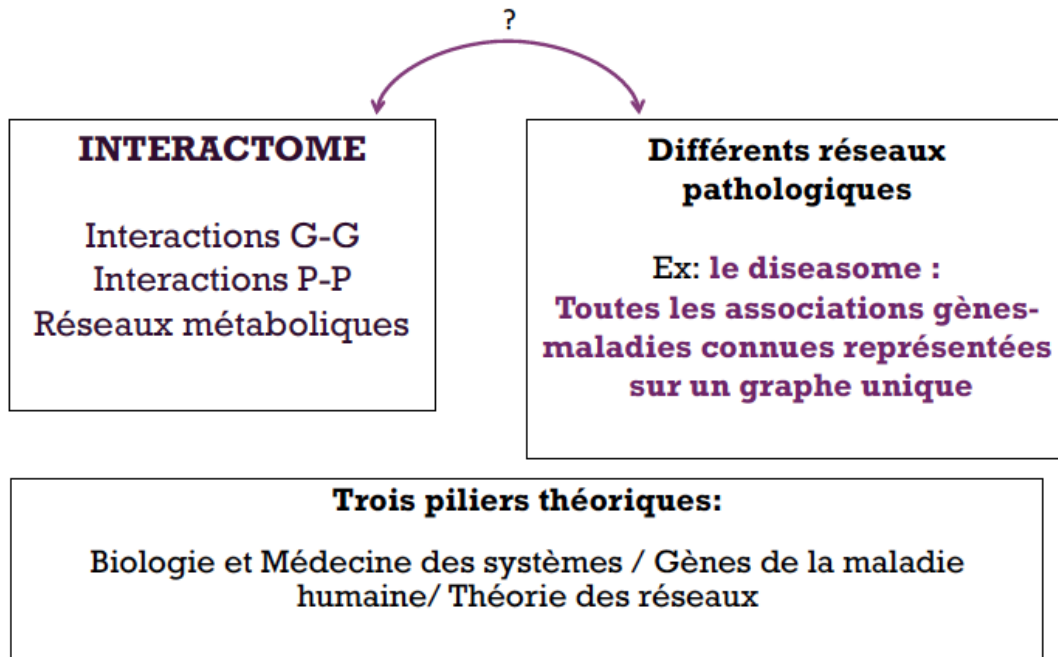 ?
INTERACTOME
Interactions G-G
Interactions P-P
Réseaux métaboliques
Différents réseaux
pathologiques
Ex: le diseasome :
Toutes les associations gènes-
maladies connues représentées
sur un graphe unique
Trois piliers théoriques:
Biologie et Médecine des systèmes / Gènes de la maladie
humaine/ Théorie des réseaux